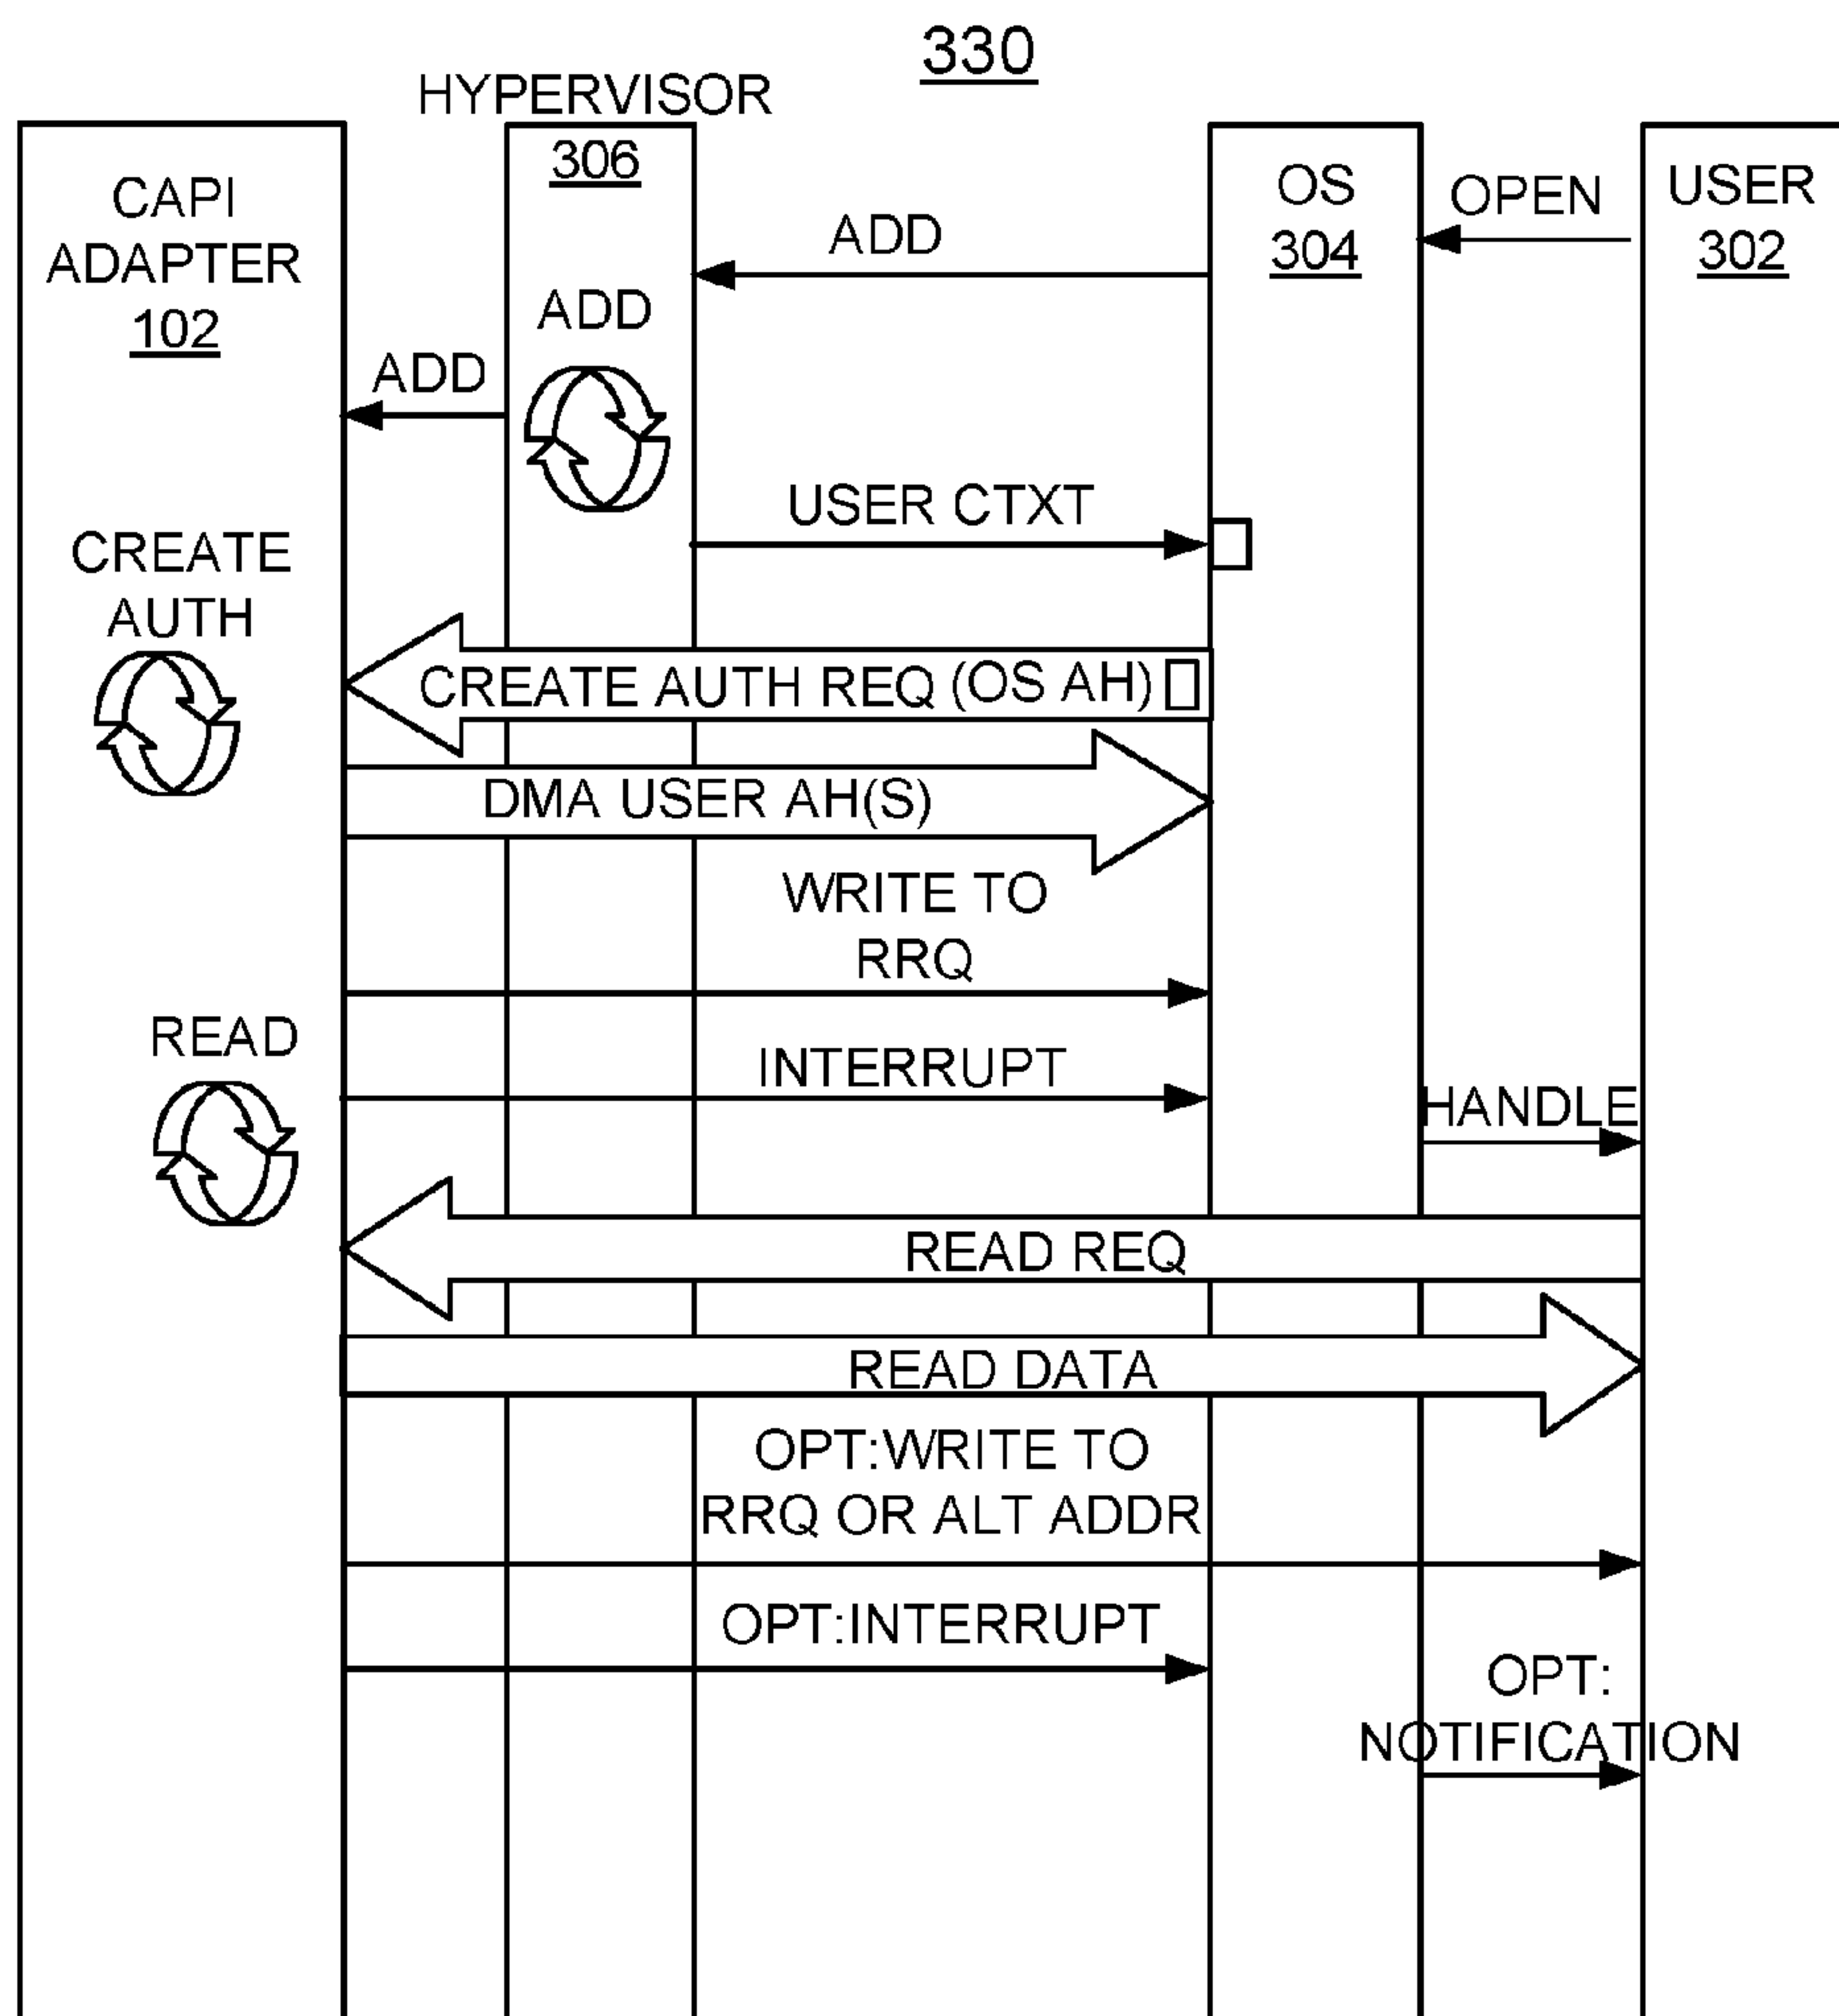 330
HYPERVISOR
306
CAPI
ADAPTER
102
OS
304
OPEN
USER
302
ADD
ADD
ADD
USER CTXT
CREATE
AUTH
CREATE AUTH REQ (OS AH)
DMA USER AH(S)
WRITE TO
RRQ
READ
INTERRUPT
HANDLE
READ REQ
READ DATA
OPT:WRITE TO
RRQ OR ALT ADDR
OPT:INTERRUPT
OPT:
NOTIFICATION